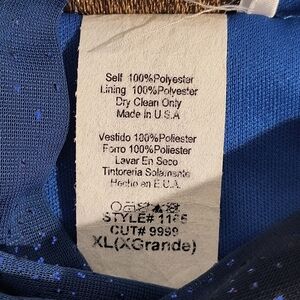 Self 100%Polyester
Lining 100%Polyester
Dry Clean Only
Made in U.S.A
Vestido 100%Poliester
Forro 100%Poliester
Lavar En Seco
Tintoreria Solamente
Hecho en E.U.A.
STYLE# 1165
CUT# 9999
XL(XGrande)